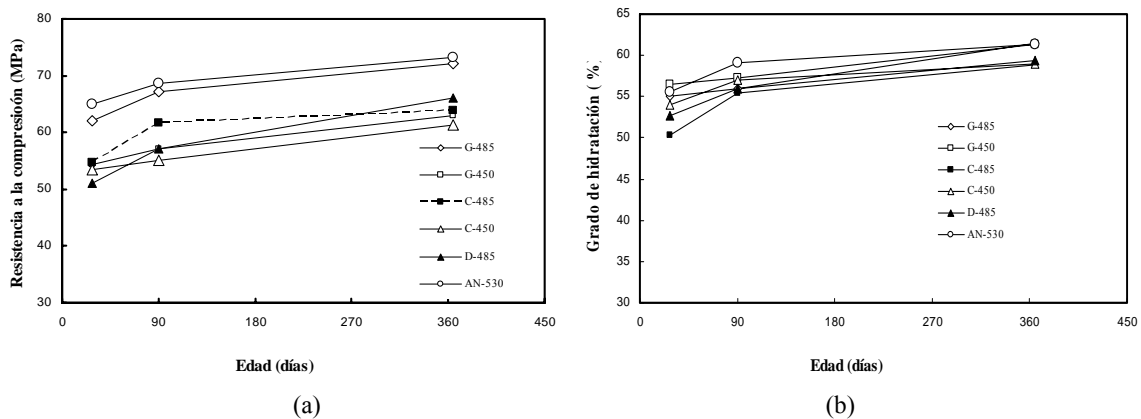 Resistencia a la compresión (MPa)
80
70
60
50
40
30
0 90 180 270 360 450
Edad (días)
G-485
G-450
C-485
C-450
D-485
AN-530
(a)
Grado de hidratación ( %
65
60
55
50
45
40
35
30
0 90 180 270 360 450
Edad (días)
G-485
G-450
C-485
C-450
D-485
AN-530
(b)